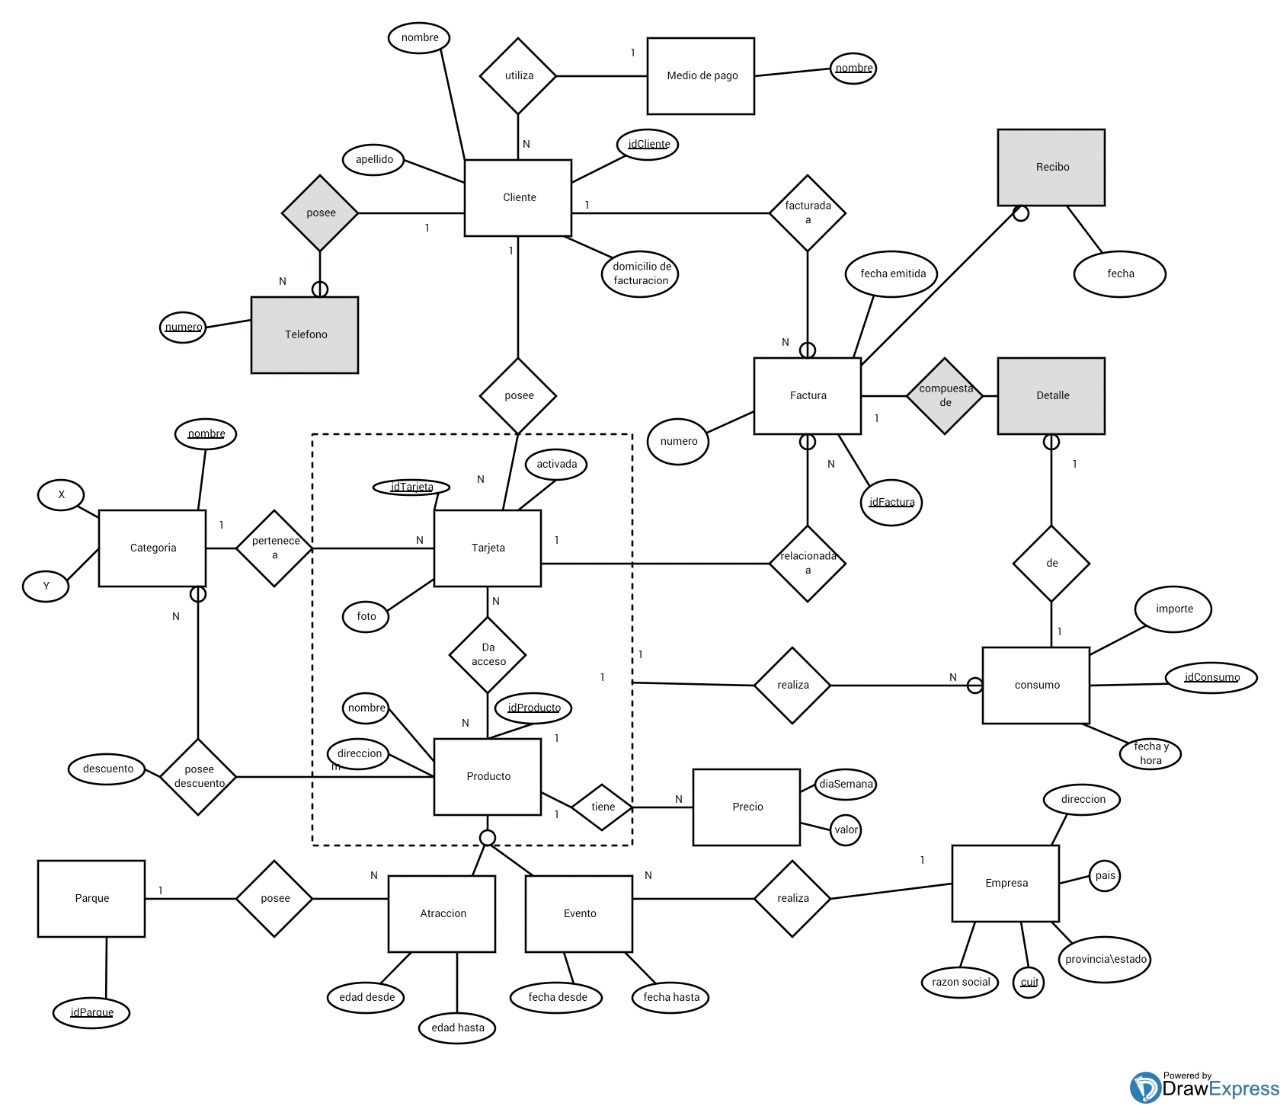 nombre
utiliza
1
Medio de pago
nombre
N
idCliente
apellido
Cliente
Recibo
posee
1
1
facturada
a
N
1
domicilio de
facturacion
fecha emitida
fecha
numero
Telefono
N
posee
Factura
compuesta
de
Detalle
1
nombre
numero
activada
N
N
1
idTarjeta
X
idFactura
Categoria
1
pertenece
a
N
Tarjeta
1
relacionada
a
de
Y
foto
N
N
importe
1
Da
acceso
1
1
realiza
N
consumo
idConsumo
nombre
idProducto
N
1
direccion
m
fecha y
hora
descuento
posee
descuento
Producto
diaSemana
1
tiene
N
Precio
valor
direccion
Parque
1
posee
N
Atraccion
Evento
N
realiza
1
Empresa
pais
provincia\estado
razon social
cuit
edad desde
fecha desde
fecha hasta
idParque
edad hasta
Powered by
DrawExpress